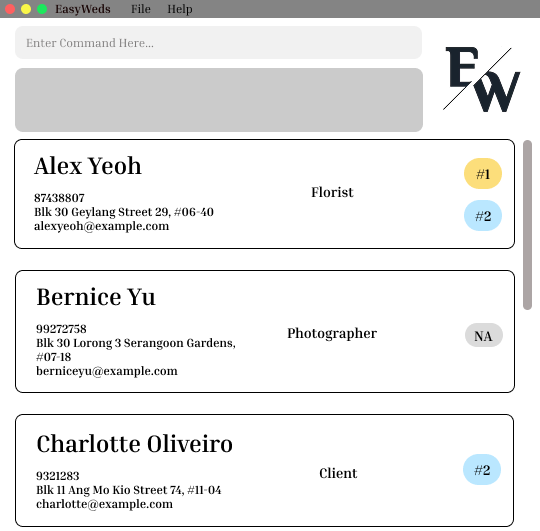 EasyWeds File Help
Enter Command Here...
EW
Alex Yeoh
87438807
Blk 30 Geylang Street 29, #06-40
alexyeoh@example.com
Florist
#1
#2
Bernice Yu
99272758
Blk 30 Lorong 3 Serangoon Gardens,
#07-18
berniceyu@example.com
Photographer
NA
Charlotte Oliveiro
9321283
Blk 11 Ang Mo Kio Street 74, #11-04
charlotte@example.com
Client
#2